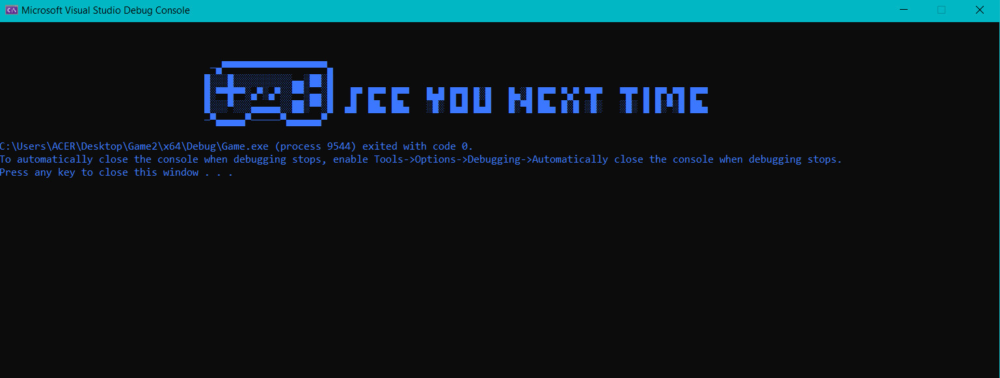 Microsoft Visual Studio Debug Console
SEE YOU NEXT TIME
C:\Users\ACER\Desktop\Game2\x64\Debug\Game.exe (process 9544) exited with code 0.
To automatically close the console when debugging stops, enable Tools->Options->Debugging->Automatically close the console when debugging stops.
Press any key to close this window . . .